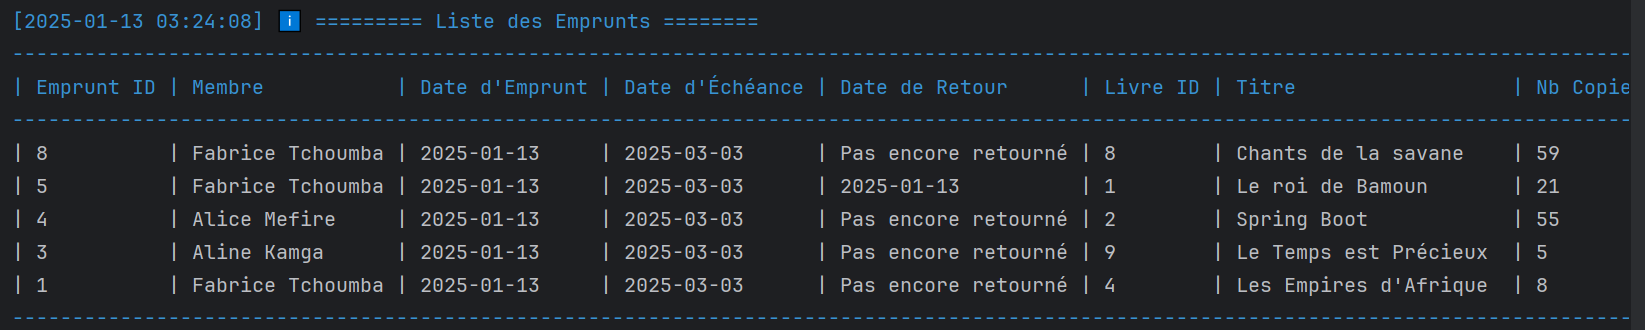 [2025-01-13 03:24:08] ℹ ========= Liste des Emprunts ========
---------------------------------------------------------------------------------------------------------------------------------------
| Emprunt ID | Membre           | Date d'Emprunt | Date d'Échéance | Date de Retour      | Livre ID | Titre                  | Nb Copie
---------------------------------------------------------------------------------------------------------------------------------------
| 8          | Fabrice Tchoumba | 2025-01-13     | 2025-03-03      | Pas encore retourné | 8        | Chants de la savane    | 59
| 5          | Fabrice Tchoumba | 2025-01-13     | 2025-03-03      | 2025-01-13          | 1        | Le roi de Bamoun       | 21
| 4          | Alice Mefire     | 2025-01-13     | 2025-03-03      | Pas encore retourné | 2        | Spring Boot            | 55
| 3          | Aline Kamga      | 2025-01-13     | 2025-03-03      | Pas encore retourné | 9        | Le Temps est Précieux  | 5
| 1          | Fabrice Tchoumba | 2025-01-13     | 2025-03-03      | Pas encore retourné | 4        | Les Empires d'Afrique  | 8
---------------------------------------------------------------------------------------------------------------------------------------